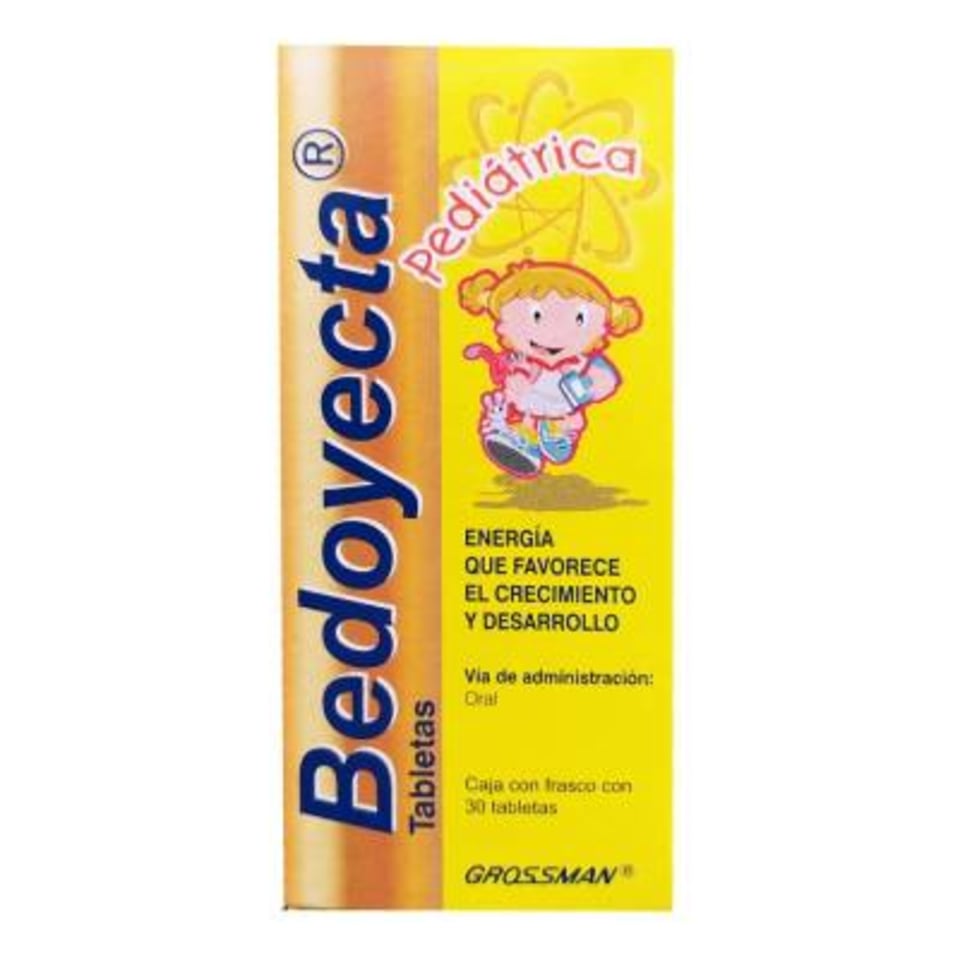 Bedoyecta®
Tabletas
Pediátrica
ENERGÍA
QUE FAVORECE
EL CRECIMIENTO
Y DESARROLLO
Vía de administración:
Oral
Caja con frasco con
30 tabletas
GROSSMAN®